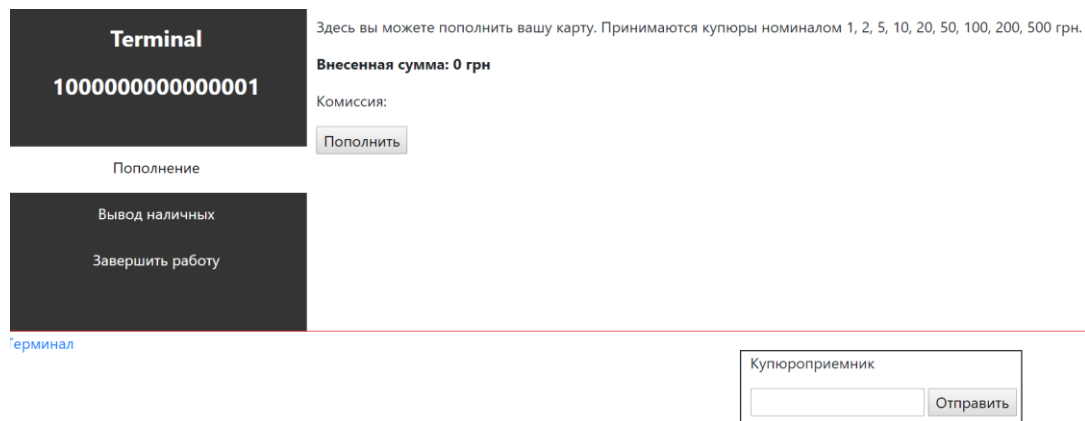 Terminal
1000000000000001
Пополнение
Вывод наличных
Завершить работу
Здесь вы можете пополнить вашу карту. Принимаются купюры номиналом 1, 2, 5, 10, 20, 50, 100, 200, 500 грн.
Внесенная сумма: 0 грн
Комиссия:
Пополнить
Терминал
Купюроприемник
Отправить